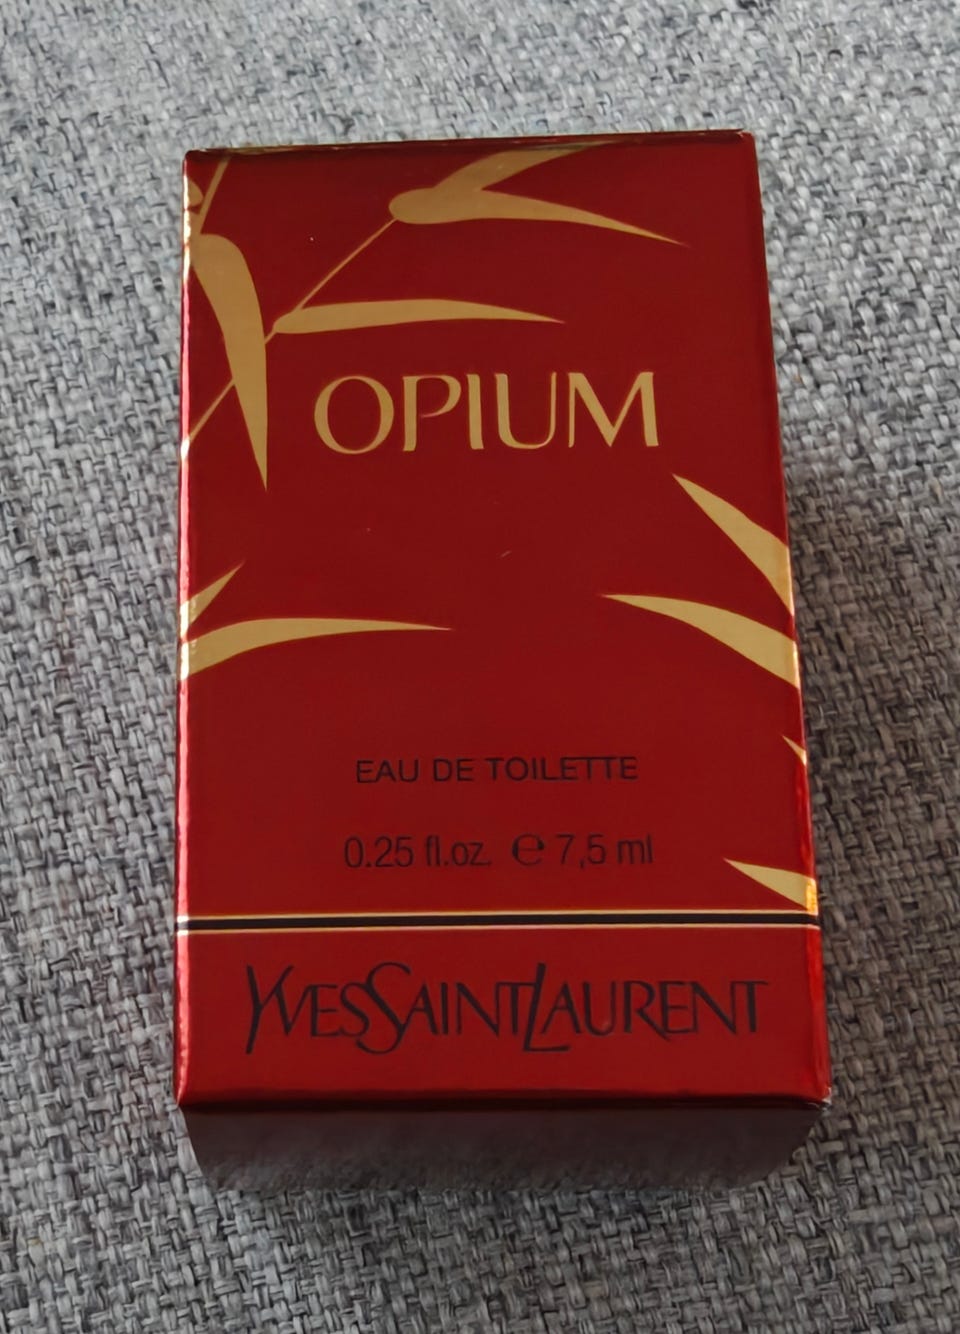 OPIUM
EAU DE TOILETTE
0.25 fl.oz. ℮ 7,5 ml
YVESSAINTLAURENT